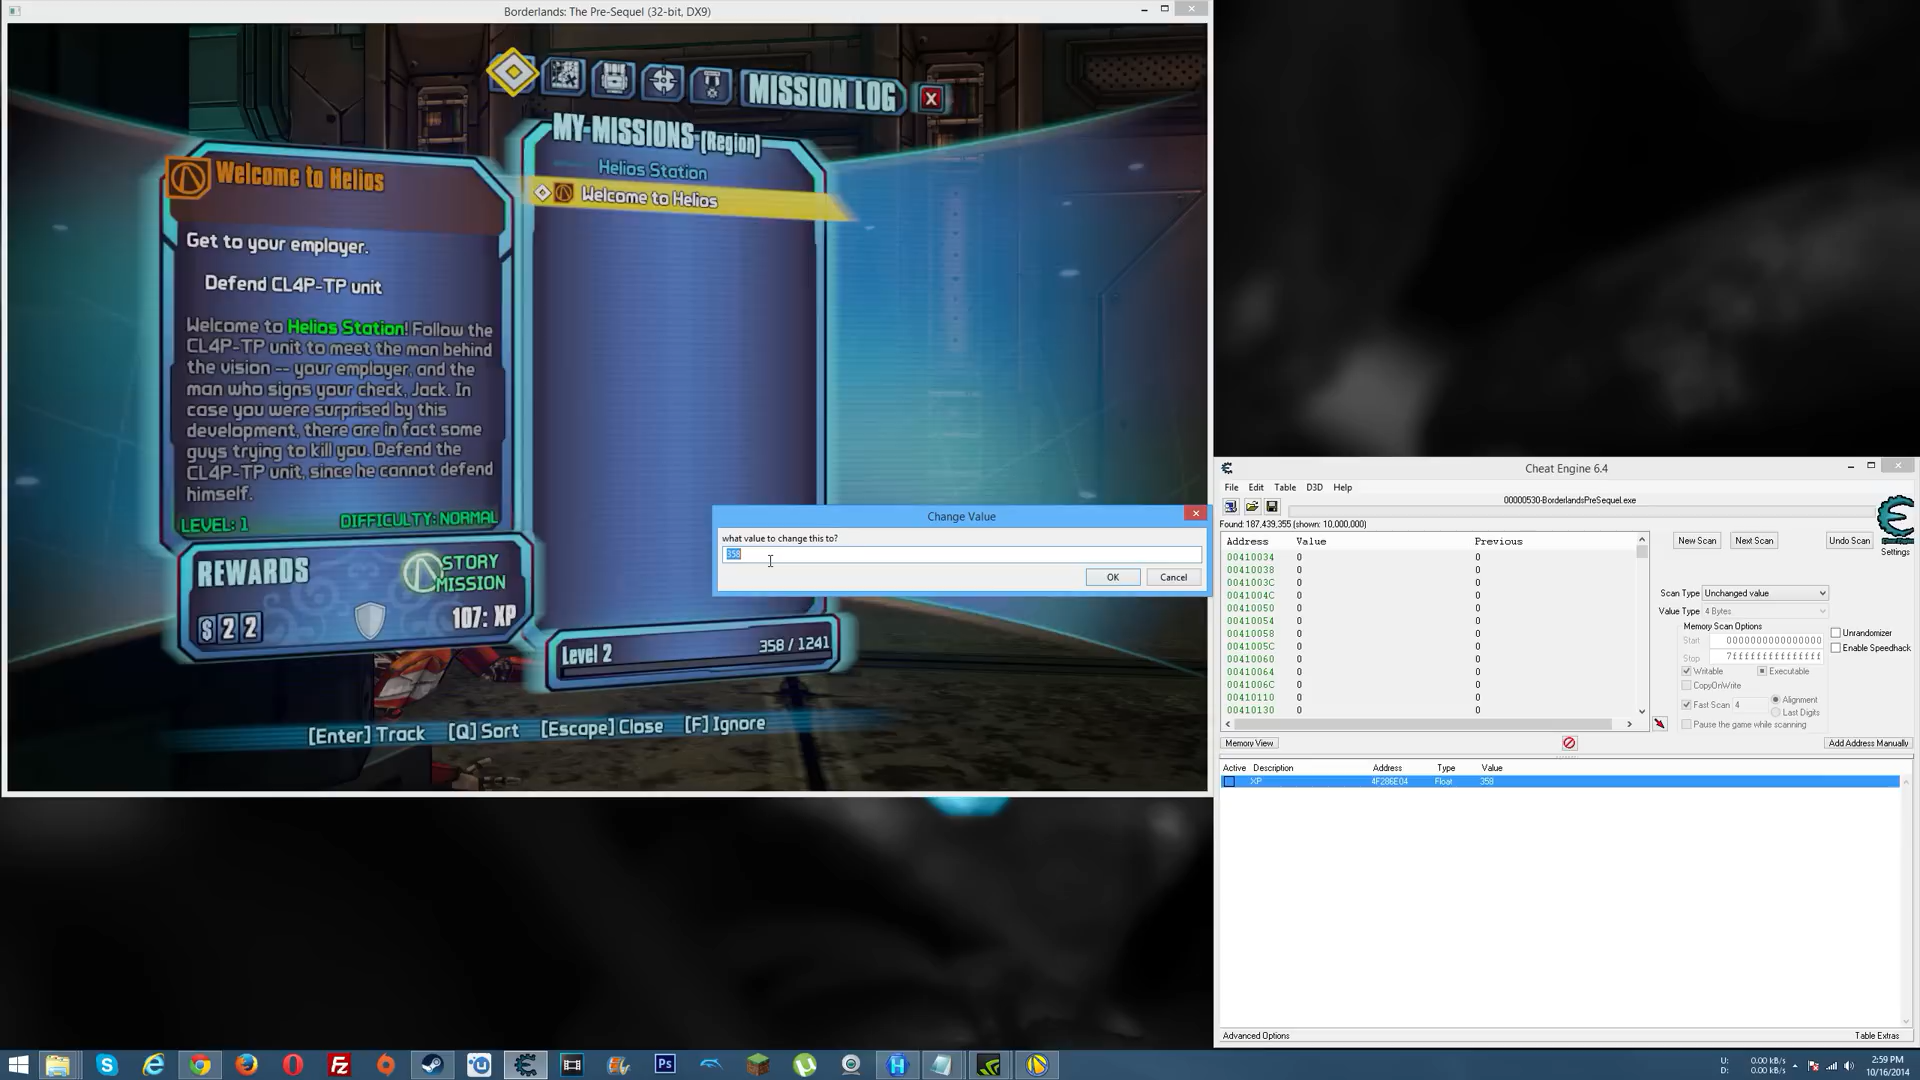 Borderlands: The Pre-Sequel (32-bit, DX9)
MISSION LOG
MY MISSIONS (Region)
Helios Station
Welcome to Helios
Welcome to Helios
Get to your employer.
Defend CL4P-TP unit
Welcome to Helios Station! Follow the
CL4P-TP unit to meet the man behind
the vision -- your employer, and the
man who signs your check, Jack. In
case you were surprised by this
development, there are in fact some
guys trying to kill you. Defend the
CL4P-TP unit, since he cannot defend
himself.
LEVEL: 1 DIFFICULTY: NORMAL
REWARDS
STORY
MISSION
$ 2 2
107: XP
Level 2 358 / 1241
[Enter] Track [Q] Sort [Escape] Close [F] Ignore
Change Value
what value to change this to?
358
OK Cancel
Cheat Engine 6.4
File Edit Table D3D Help
00000530-BorderlandsPreSequel.exe
Found: 187,439,355 (shown: 10,000,000)
Address Value Previous
00410034 0 0
00410038 0 0
0041003C 0 0
0041004C 0 0
00410050 0 0
00410054 0 0
00410058 0 0
0041005C 0 0
00410060 0 0
00410064 0 0
0041006C 0 0
00410110 0 0
00410130 0 0
New Scan Next Scan Undo Scan
Settings
Scan Type Unchanged value
Value Type 4 Bytes
Memory Scan Options
Start 0000000000000000
Stop 7fffffffffffffff
Writable Executable
CopyOnWrite
Fast Scan 4 Alignment
Last Digits
Pause the game while scanning
Unrandomizer
Enable Speedhack
Memory View Add Address Manually
Active Description Address Type Value
XP 4F286E04 Float 358
Advanced Options Table Extras
U: 0.00 kB/s
D: 0.00 kB/s
2:59 PM
10/16/2014